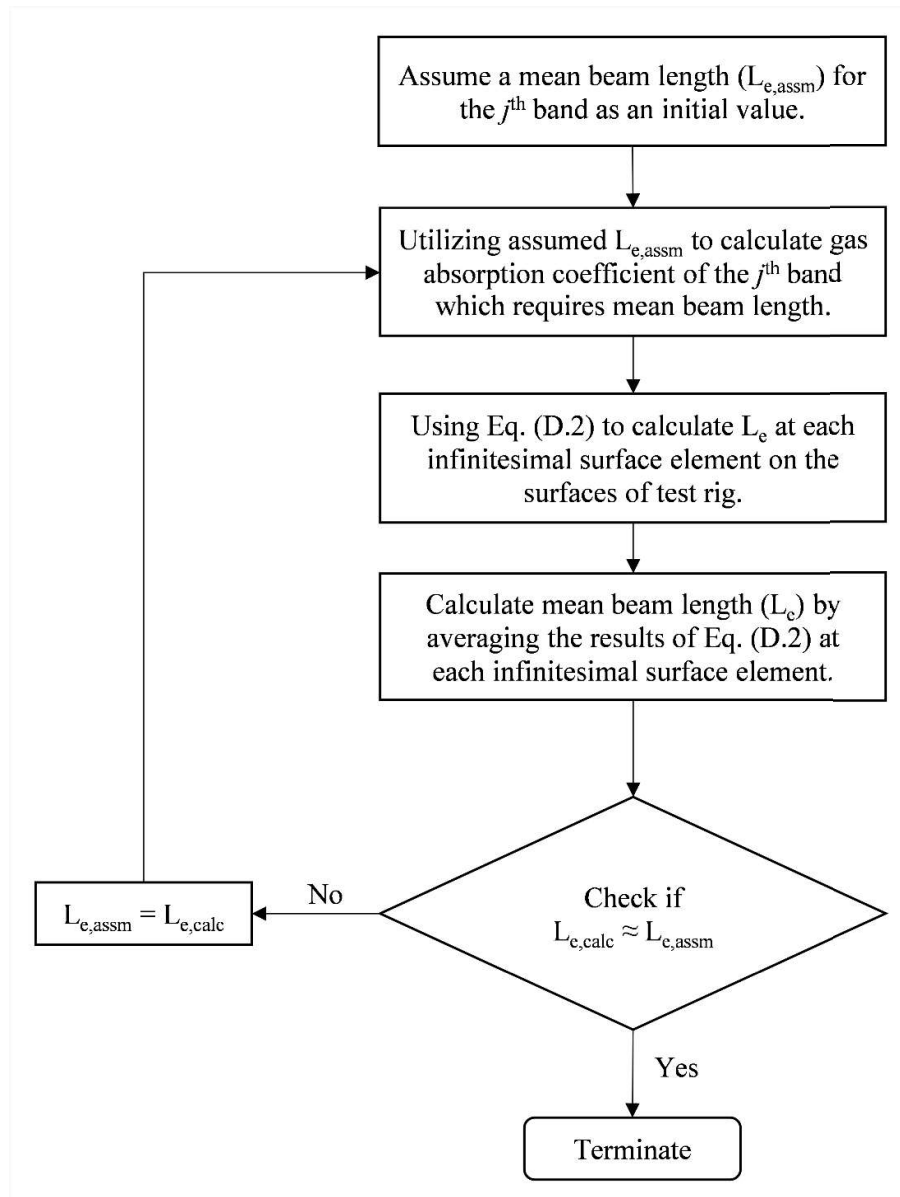 Assume a mean beam length (Le,assm) for
the jth band as an initial value.
Utilizing assumed Le,assm to calculate gas
absorption coefficient of the jth band
which requires mean beam length.
Using Eq. (D.2) to calculate Le at each
infinitesimal surface element on the
surfaces of test rig.
Calculate mean beam length (Le) by
averaging the results of Eq. (D.2) at
each infinitesimal surface element.
Check if
Le,calc ≈ Le,assm
No
Le,assm = Le,calc
Yes
Terminate